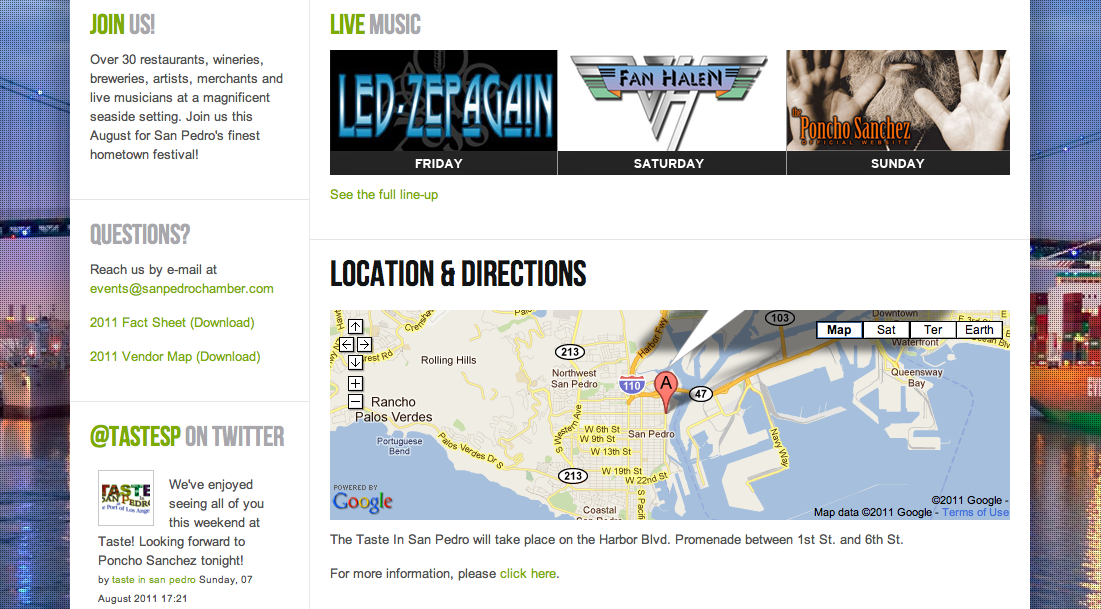 JOIN US!
Over 30 restaurants, wineries,
breweries, artists, merchants and
live musicians at a magnificent
seaside setting. Join us this
August for San Pedro's finest
hometown festival!
QUESTIONS?
Reach us by e-mail at
events@sanpedrochamber.com
2011 Fact Sheet (Download)
2011 Vendor Map (Download)
@TASTESP ON TWITTER
TASTE
SAN PEDRO
We've enjoyed
seeing all of you
this weekend at
Taste! Looking forward to
Poncho Sanchez tonight!
by taste in san pedro Sunday, 07
August 2011 17:21
LIVE MUSIC
LED-ZEPAGAIN
FAN HALEN
VH
the
Poncho Sanchez
OFFICIAL WEBSITE
FRIDAY
SATURDAY
SUNDAY
See the full line-up
LOCATION & DIRECTIONS
Harbor Fwy
103
Downtown
E 3rd St
Map
Sat
Ter
Earth
Waterfront
Rolling Hills
213
Northwest
San Pedro
110
A
47
Queensway
Bay
Rancho
Palos Verdes
S Western Ave
W 6th St
W 9th St
San Pedro
W 13th St
Portuguese
Bend
Palos Verdes Dr S
Navy Way
213
W 19th St
W 22nd St
S Pacific
Coastal
San Pedro
POWERED BY
Google
©2011 Google -
Map data ©2011 Google - Terms of Use
The Taste In San Pedro will take place on the Harbor Blvd. Promenade between 1st St. and 6th St.
For more information, please click here.